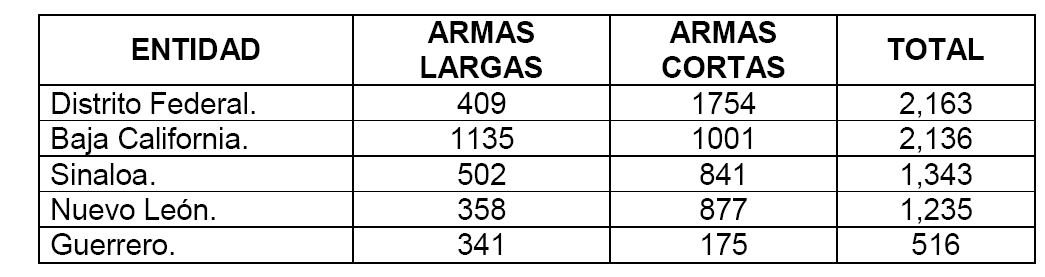 ENTIDAD ARMAS LARGAS ARMAS CORTAS TOTAL
Distrito Federal. 409 1754 2,163
Baja California. 1135 1001 2,136
Sinaloa. 502 841 1,343
Nuevo León. 358 877 1,235
Guerrero. 341 175 516